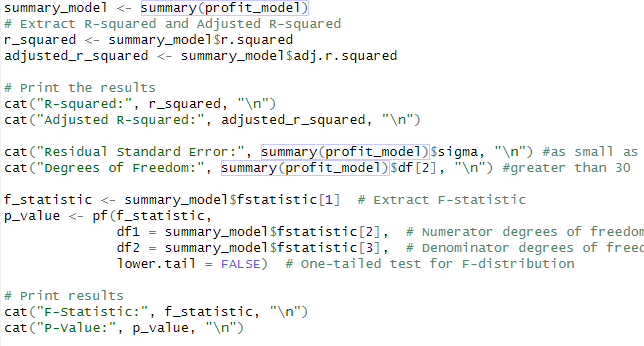 summary_model <- summary(profit_model)
# Extract R-squared and Adjusted R-squared
r_squared <- summary_model$r.squared
adjusted_r_squared <- summary_model$adj.r.squared
# Print the results
cat("R-squared:", r_squared, "\n")
cat("Adjusted R-squared:", adjusted_r_squared, "\n")
cat("Residual Standard Error:", summary(profit_model)$sigma, "\n") #as small as
cat("Degrees of Freedom:", summary(profit_model)$df[2], "\n") #greater than 30
f_statistic <- summary_model$fstatistic[1]  # Extract F-statistic
p_value <- pf(f_statistic,
df1 = summary_model$fstatistic[2],  # Numerator degrees of freedom
df2 = summary_model$fstatistic[3],  # Denominator degrees of freed
lower.tail = FALSE)  # One-tailed test for F-distribution
# Print results
cat("F-Statistic:", f_statistic, "\n")
cat("P-Value:", p_value, "\n")